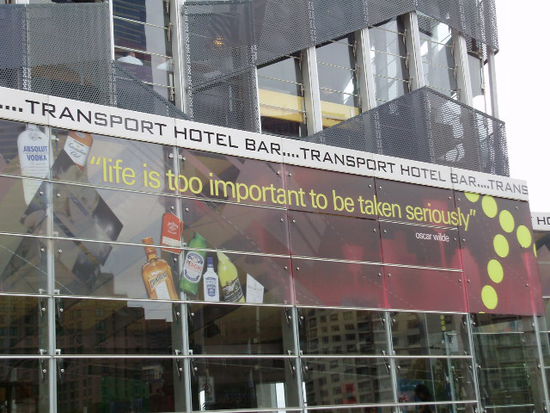 ....TRANSPORT HOTEL BAR....TRANSPORT HOTEL BAR....TRANS
ABSOLUT
VODKA
"life is too important to be taken seriously"
oscar wilde